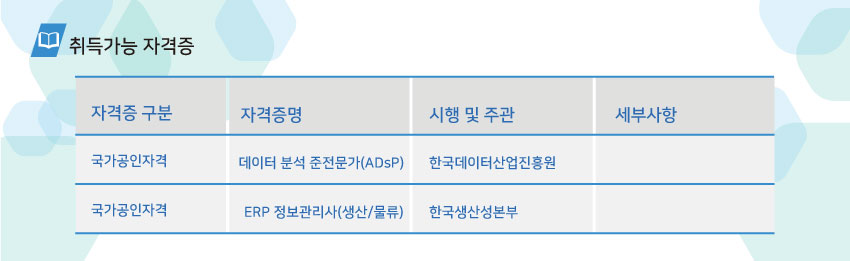 취득가능 자격증
자격증 구분 자격증명 시행 및 주관 세부사항
국가공인자격 데이터 분석 준전문가(ADsP) 한국데이터산업진흥원
국가공인자격 ERP 정보관리사(생산/물류) 한국생산성본부